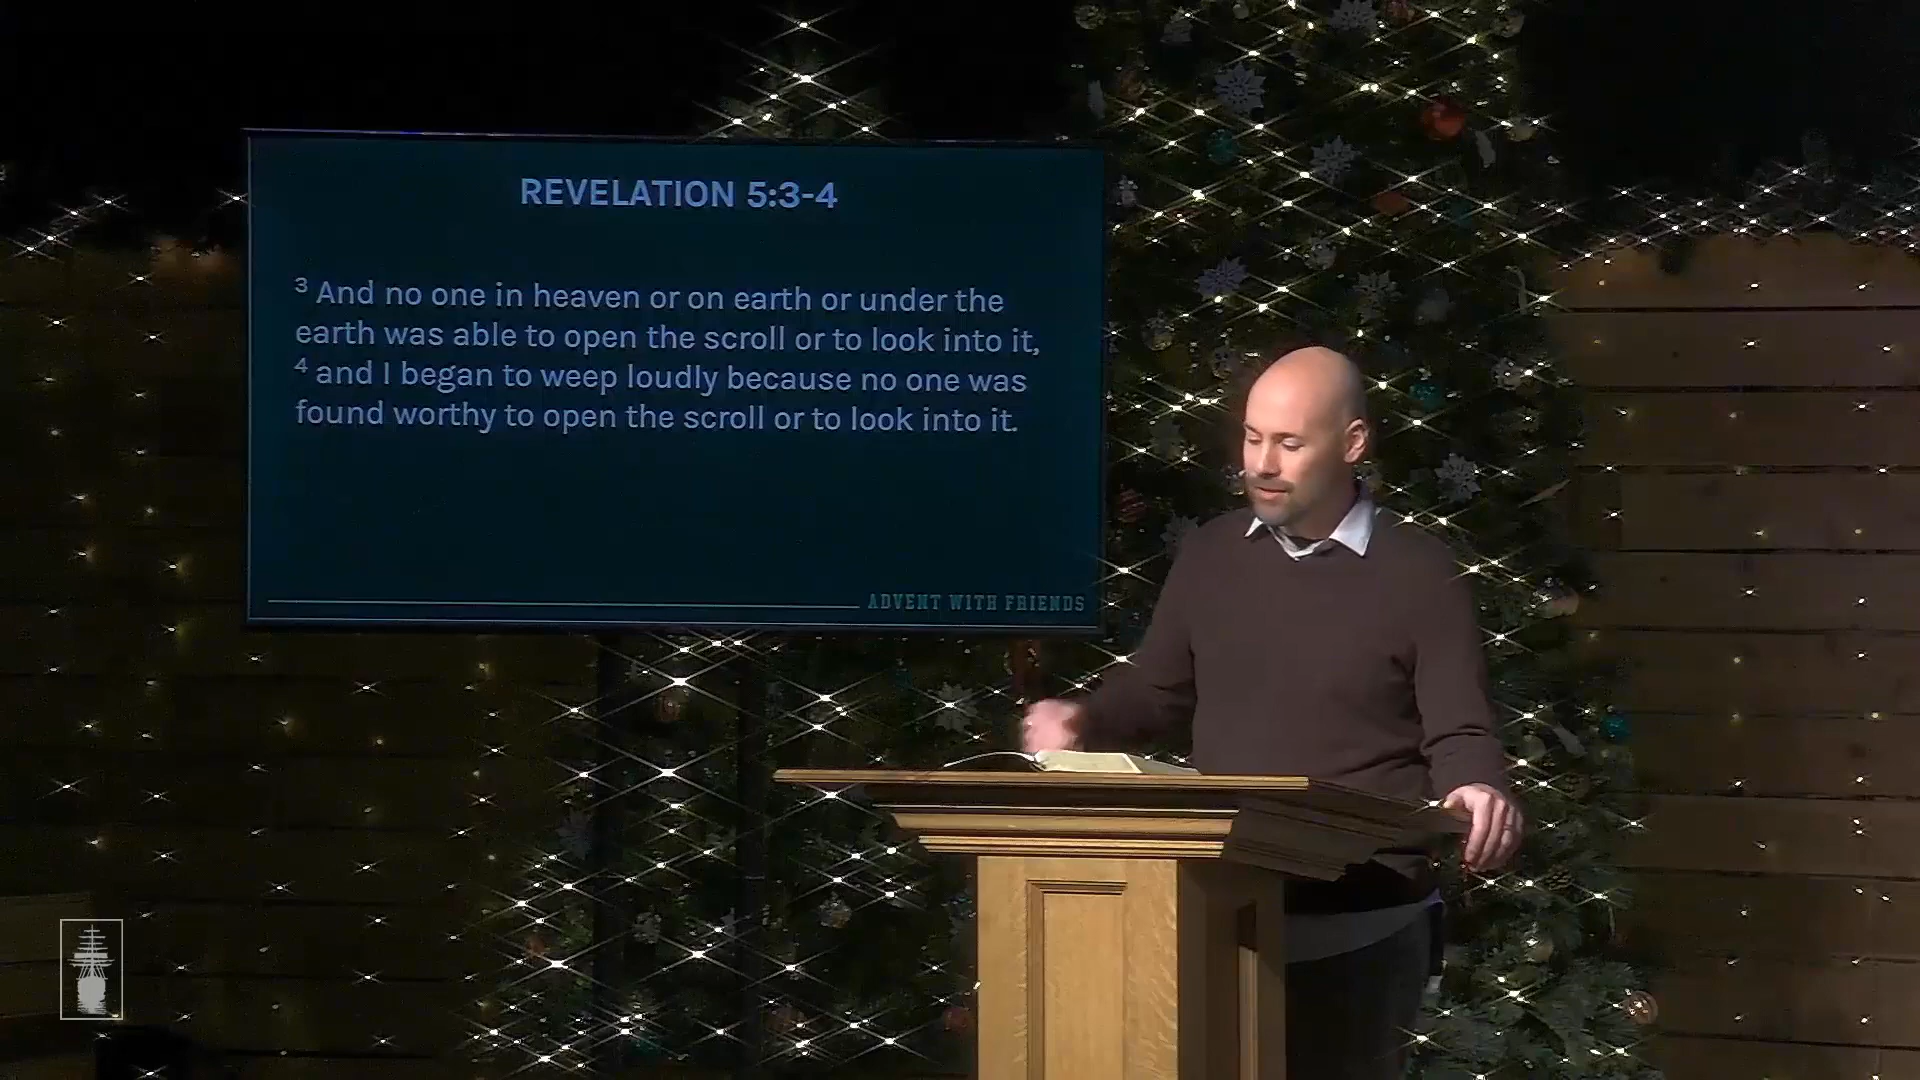 REVELATION 5:3-4
3 And no one in heaven or on earth or under the
earth was able to open the scroll or to look into it,
4 and I began to weep loudly because no one was
found worthy to open the scroll or to look into it.
ADVENT WITH FRIENDS